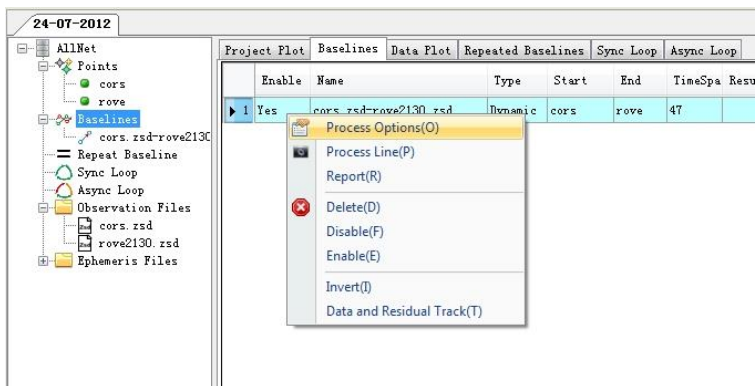 24-07-2012
AllNet
Points
cors
rove
Baselines
cors.zsd-rove2130
Repeat Baseline
Sync Loop
Async Loop
Observation Files
cors.zsd
rove2130.zsd
Ephemeris Files
Project Plot Baselines Data Plot Repeated Baselines Sync Loop Async Loop
Enable Name Type Start End TimeSpa Resu
1 Yes cors.zsd-rove2130.zsd Dynamic cors rove 47
Process Options(O)
Process Line(P)
Report(R)
Delete(D)
Disable(F)
Enable(E)
Invert(I)
Data and Residual Track(T)